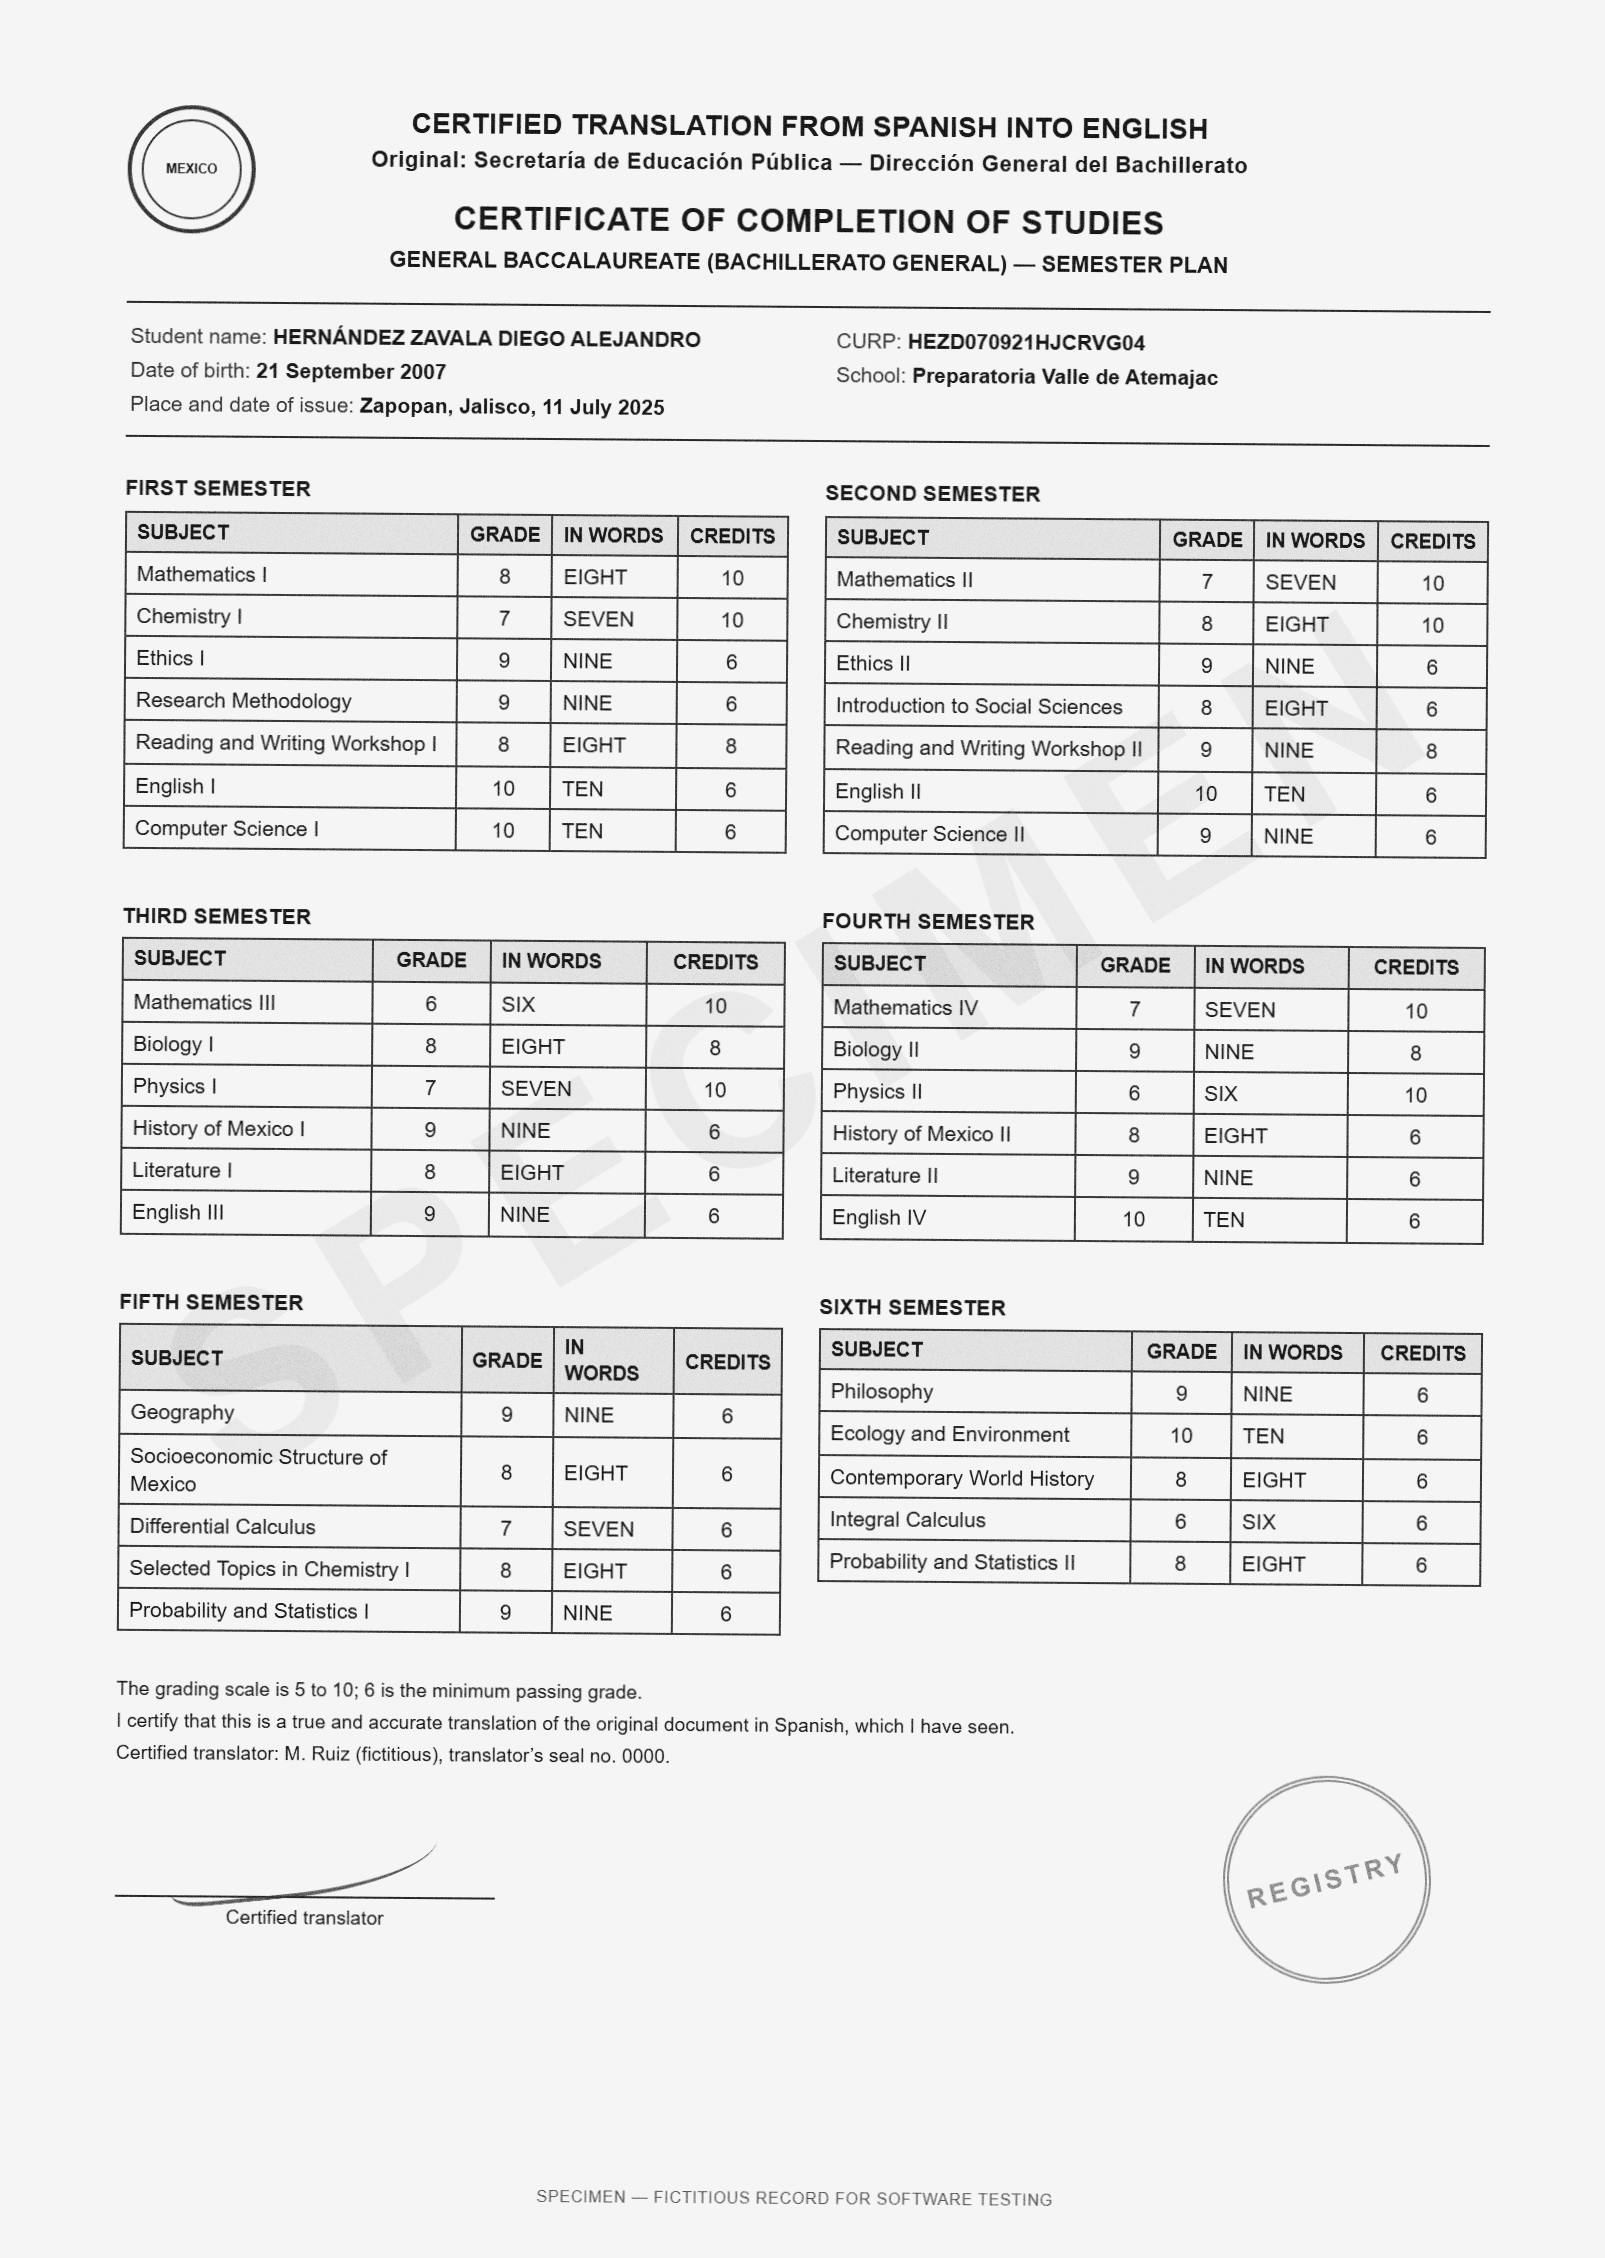 MEXICO
CERTIFIED TRANSLATION FROM SPANISH INTO ENGLISH
Original: Secretaría de Educación Pública — Dirección General del Bachillerato
CERTIFICATE OF COMPLETION OF STUDIES
GENERAL BACCALAUREATE (BACHILLERATO GENERAL) — SEMESTER PLAN
Student name: HERNÁNDEZ ZAVALA DIEGO ALEJANDRO
CURP: HEZD070921HJCRVG04
Date of birth: 21 September 2007
School: Preparatoria Valle de Atemajac
Place and date of issue: Zapopan, Jalisco, 11 July 2025
FIRST SEMESTER
SUBJECT GRADE IN WORDS CREDITS
Mathematics I 8 EIGHT 10
Chemistry I 7 SEVEN 10
Ethics I 9 NINE 6
Research Methodology 9 NINE 6
Reading and Writing Workshop I 8 EIGHT 8
English I 10 TEN 6
Computer Science I 10 TEN 6
SECOND SEMESTER
SUBJECT GRADE IN WORDS CREDITS
Mathematics II 7 SEVEN 10
Chemistry II 8 EIGHT 10
Ethics II 9 NINE 6
Introduction to Social Sciences 8 EIGHT 6
Reading and Writing Workshop II 9 NINE 8
English II 10 TEN 6
Computer Science II 9 NINE 6
THIRD SEMESTER
SUBJECT GRADE IN WORDS CREDITS
Mathematics III 6 SIX 10
Biology I 8 EIGHT 8
Physics I 7 SEVEN 10
History of Mexico I 9 NINE 6
Literature I 8 EIGHT 6
English III 9 NINE 6
FOURTH SEMESTER
SUBJECT GRADE IN WORDS CREDITS
Mathematics IV 7 SEVEN 10
Biology II 9 NINE 8
Physics II 6 SIX 10
History of Mexico II 8 EIGHT 6
Literature II 9 NINE 6
English IV 10 TEN 6
FIFTH SEMESTER
SUBJECT GRADE IN WORDS CREDITS
Geography 9 NINE 6
Socioeconomic Structure of Mexico 8 EIGHT 6
Differential Calculus 7 SEVEN 6
Selected Topics in Chemistry I 8 EIGHT 6
Probability and Statistics I 9 NINE 6
SIXTH SEMESTER
SUBJECT GRADE IN WORDS CREDITS
Philosophy 9 NINE 6
Ecology and Environment 10 TEN 6
Contemporary World History 8 EIGHT 6
Integral Calculus 6 SIX 6
Probability and Statistics II 8 EIGHT 6
SPECIMEN
The grading scale is 5 to 10; 6 is the minimum passing grade.
I certify that this is a true and accurate translation of the original document in Spanish, which I have seen.
Certified translator: M. Ruiz (fictitious), translator's seal no. 0000.
Certified translator
REGISTRY
SPECIMEN — FICTITIOUS RECORD FOR SOFTWARE TESTING